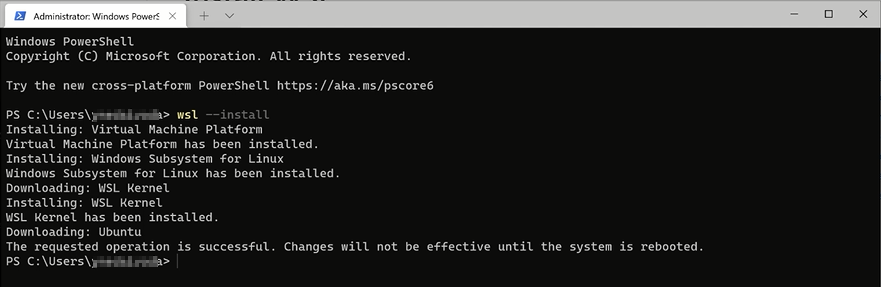 Administrator: Windows PowerS
Windows PowerShell
Copyright (C) Microsoft Corporation. All rights reserved.
Try the new cross-platform PowerShell https://aka.ms/pscore6
PS C:\Users\ a> wsl --install
Installing: Virtual Machine Platform
Virtual Machine Platform has been installed.
Installing: Windows Subsystem for Linux
Windows Subsystem for Linux has been installed.
Downloading: WSL Kernel
Installing: WSL Kernel
WSL Kernel has been installed.
Downloading: Ubuntu
The requested operation is successful. Changes will not be effective until the system is rebooted.
PS C:\Users\ a>